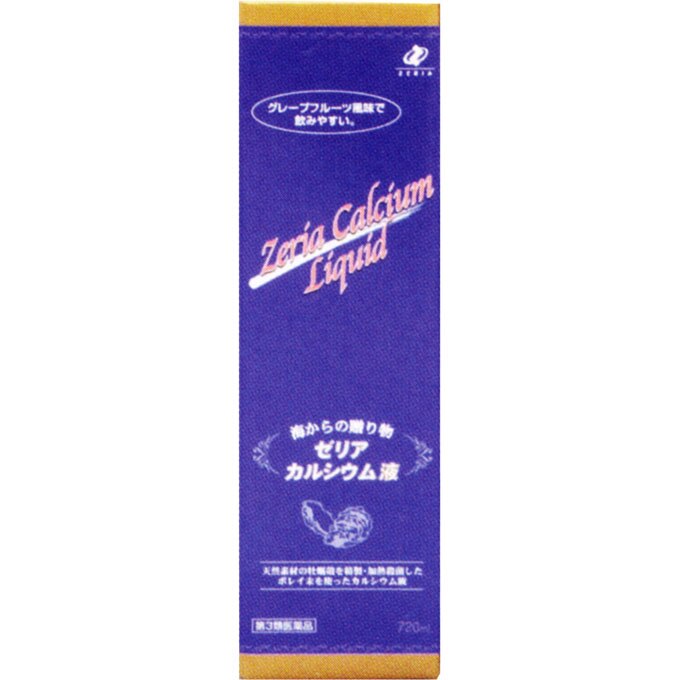 ZERIA
グレープフルーツ風味で
飲みやすい。
Zeria Calcium
Liquid
海からの贈り物
ゼリア
カルシウム液
天然素材の牡蠣殻を精製・加熱殺菌した
ボレイ末を使ったカルシウム液
第3類医薬品
720ml